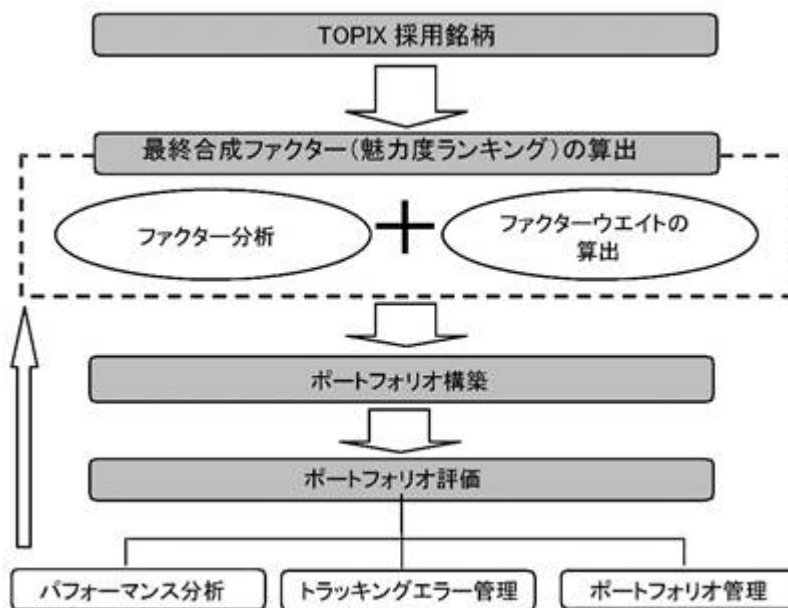 TOPIX 採用銘柄
最終合成ファクター(魅力度ランキング)の算出
ファクター分析
ファクターウエイトの
算出
ポートフォリオ構築
ポートフォリオ評価
パフォーマンス分析
トラッキングエラー管理
ポートフォリオ管理